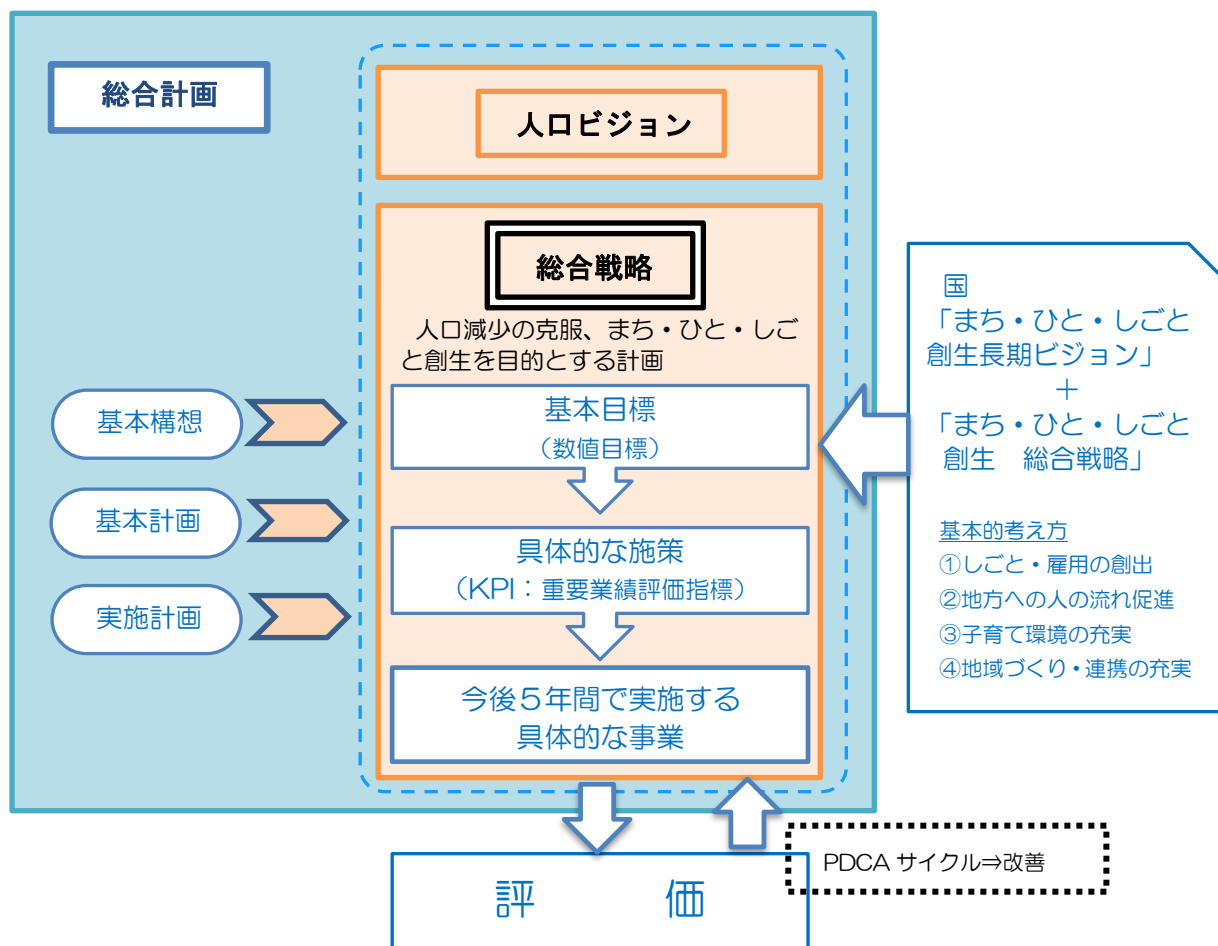 総合計画
人口ビジョン
総合戦略
人口減少の克服、まち・ひと・しご
と創生を目的とする計画
基本構想
基本計画
実施計画
基本目標
（数値目標）
具体的な施策
（KPI：重要業績評価指標）
今後５年間で実施する
具体的な事業
国
「まち・ひと・しごと
創生長期ビジョン」
＋
「まち・ひと・しごと
創生　総合戦略」
基本的考え方
①しごと・雇用の創出
②地方への人の流れ促進
③子育て環境の充実
④地域づくり・連携の充実
PDCA サイクル⇒改善
評　　価